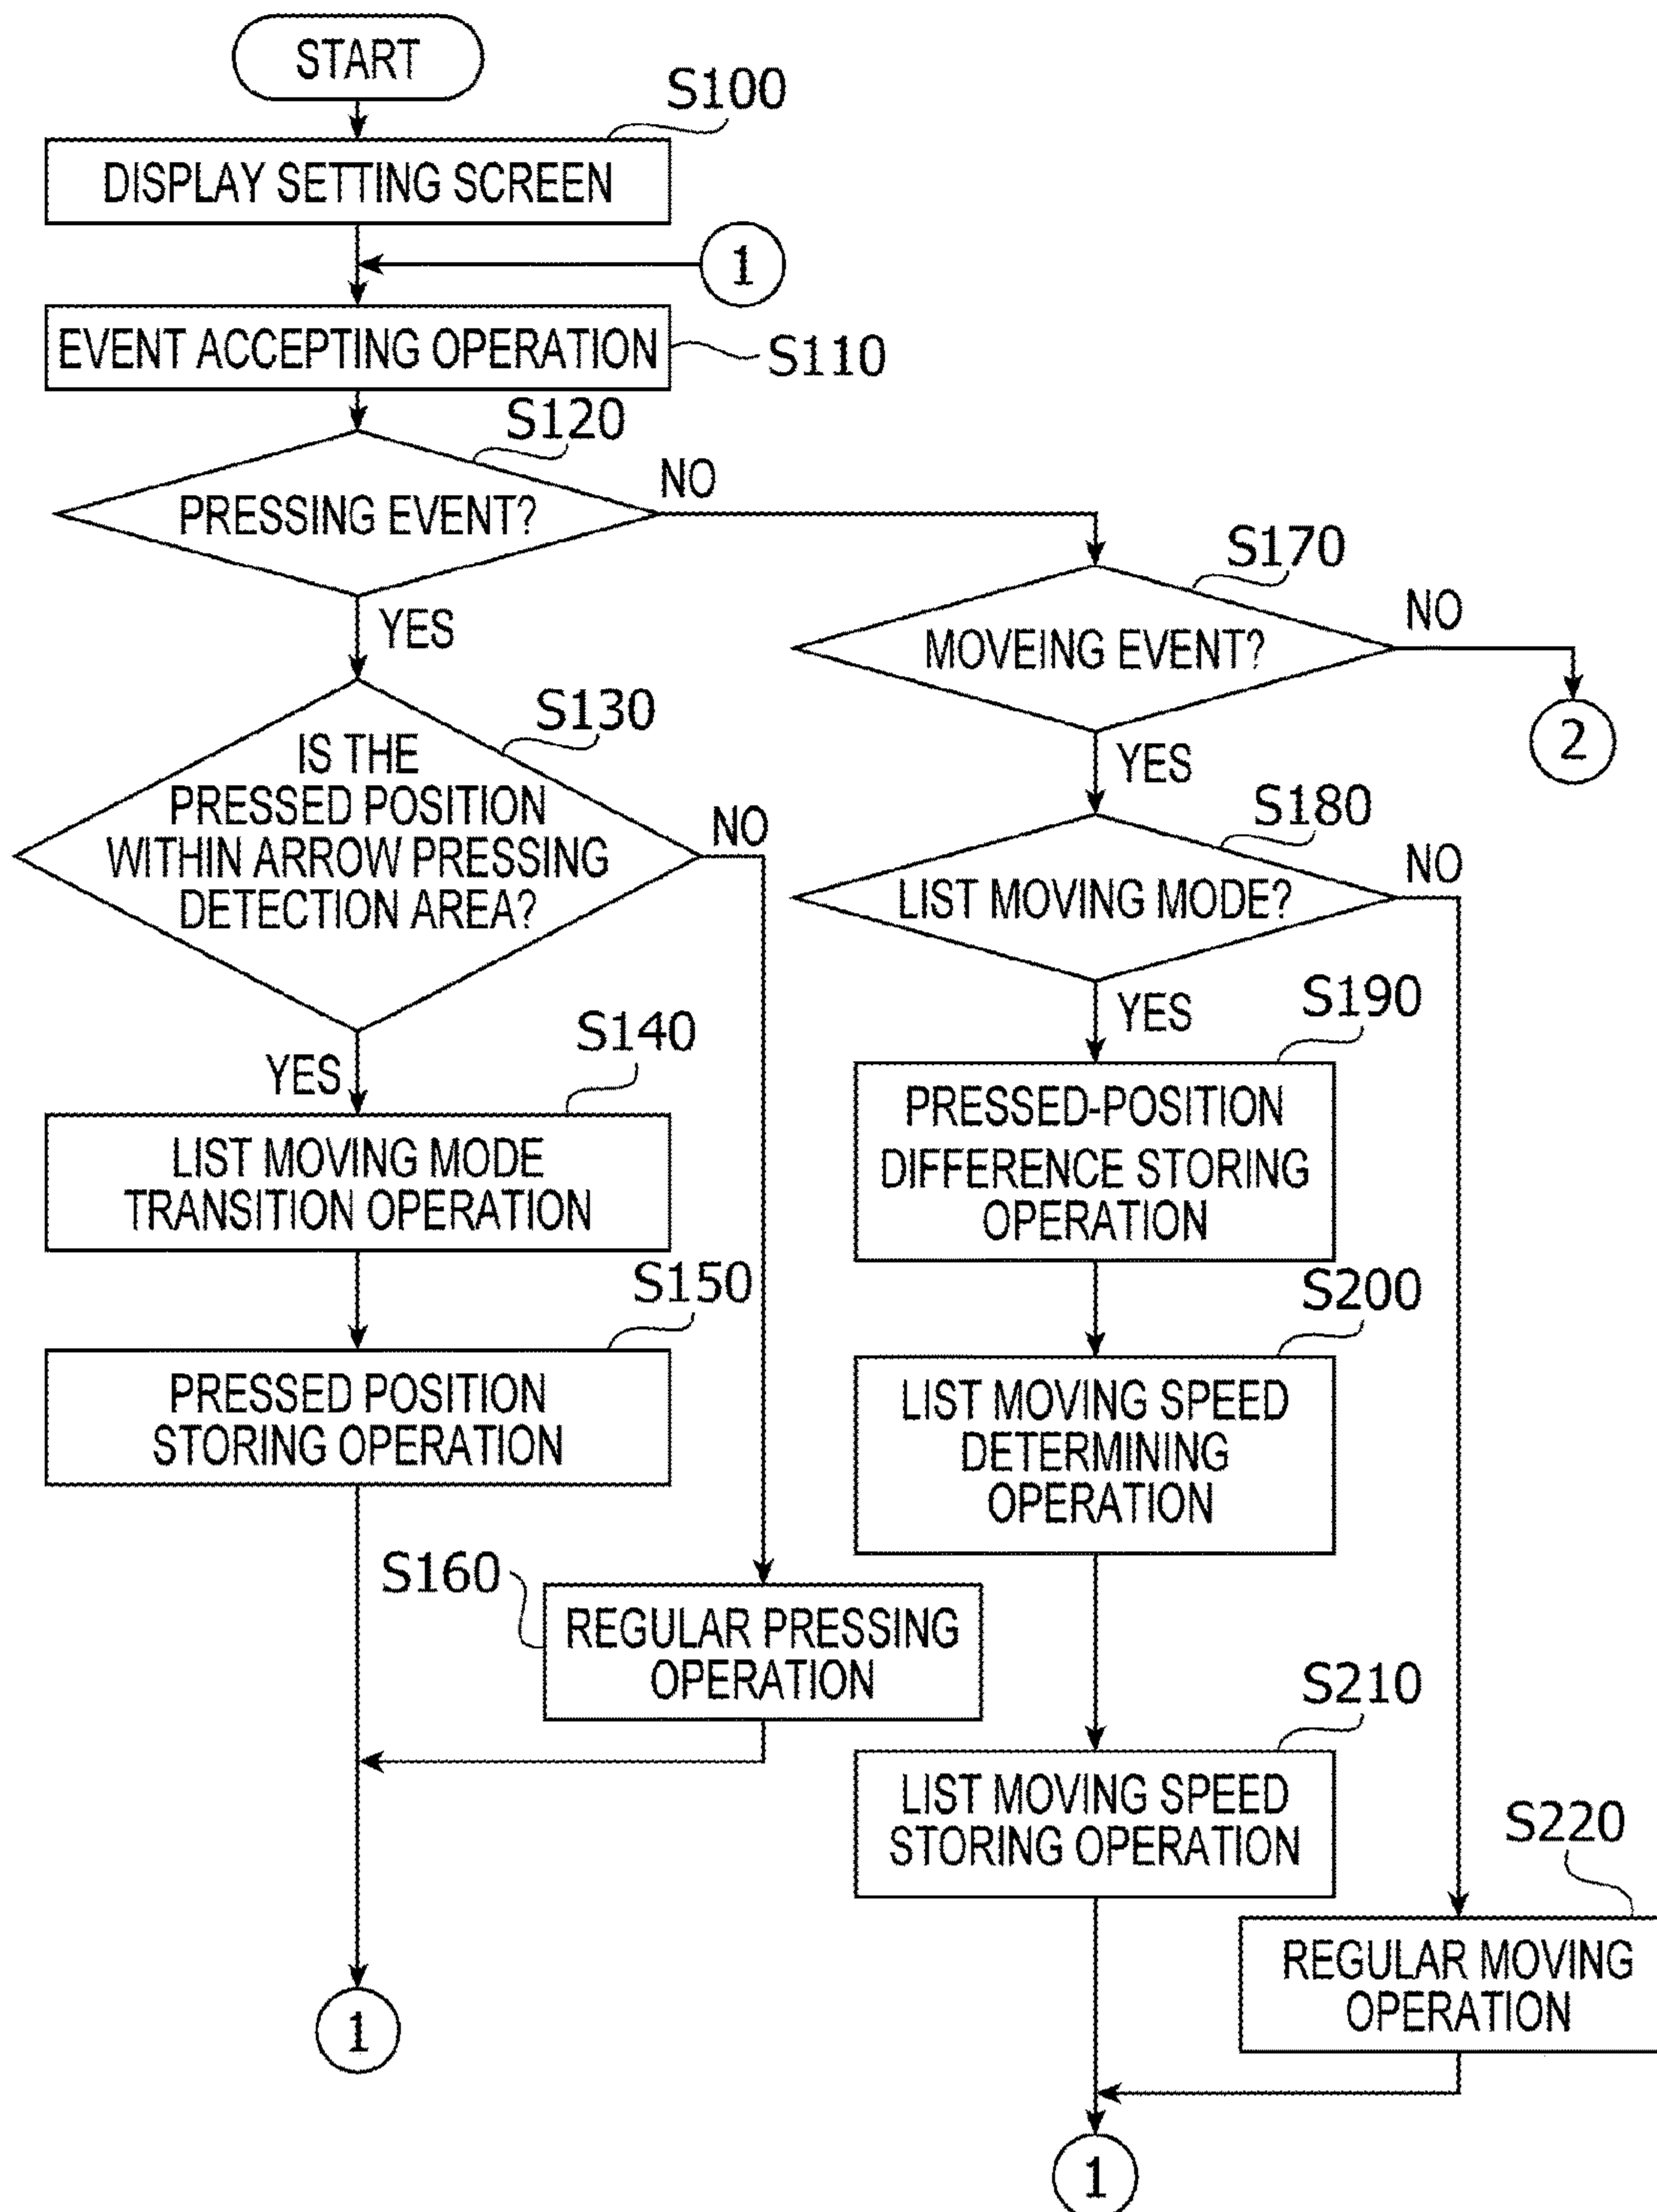 START
S100
DISPLAY SETTING SCREEN
1
EVENT ACCEPTING OPERATION
S110
S120
PRESSING EVENT?
NO
YES
S130
IS THE
PRESSED POSITION
WITHIN ARROW PRESSING
DETECTION AREA?
NO
YES
S140
LIST MOVING MODE
TRANSITION OPERATION
S150
PRESSED POSITION
STORING OPERATION
S160
REGULAR PRESSING
OPERATION
1
S170
MOVEING EVENT?
NO
2
YES
S180
LIST MOVING MODE?
NO
YES
S190
PRESSED-POSITION
DIFFERENCE STORING
OPERATION
S200
LIST MOVING SPEED
DETERMINING
OPERATION
S210
LIST MOVING SPEED
STORING OPERATION
S220
REGULAR MOVING
OPERATION
1